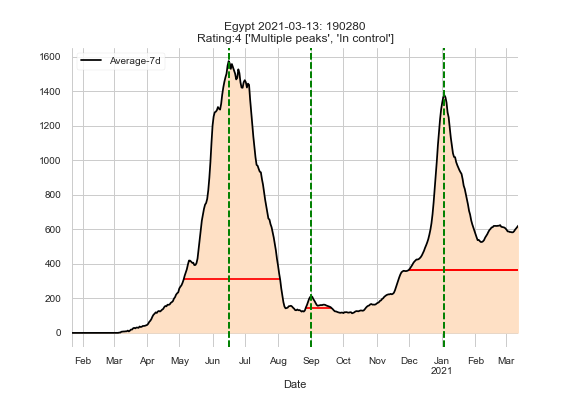 Egypt 2021-03-13: 190280
Rating:4 ['Multiple peaks', 'In control']
Average-7d
1600
1400
1200
1000
800
600
400
200
0
Feb Mar Apr May Jun Jul Aug Sep Oct Nov Dec Jan Feb Mar
2021
Date